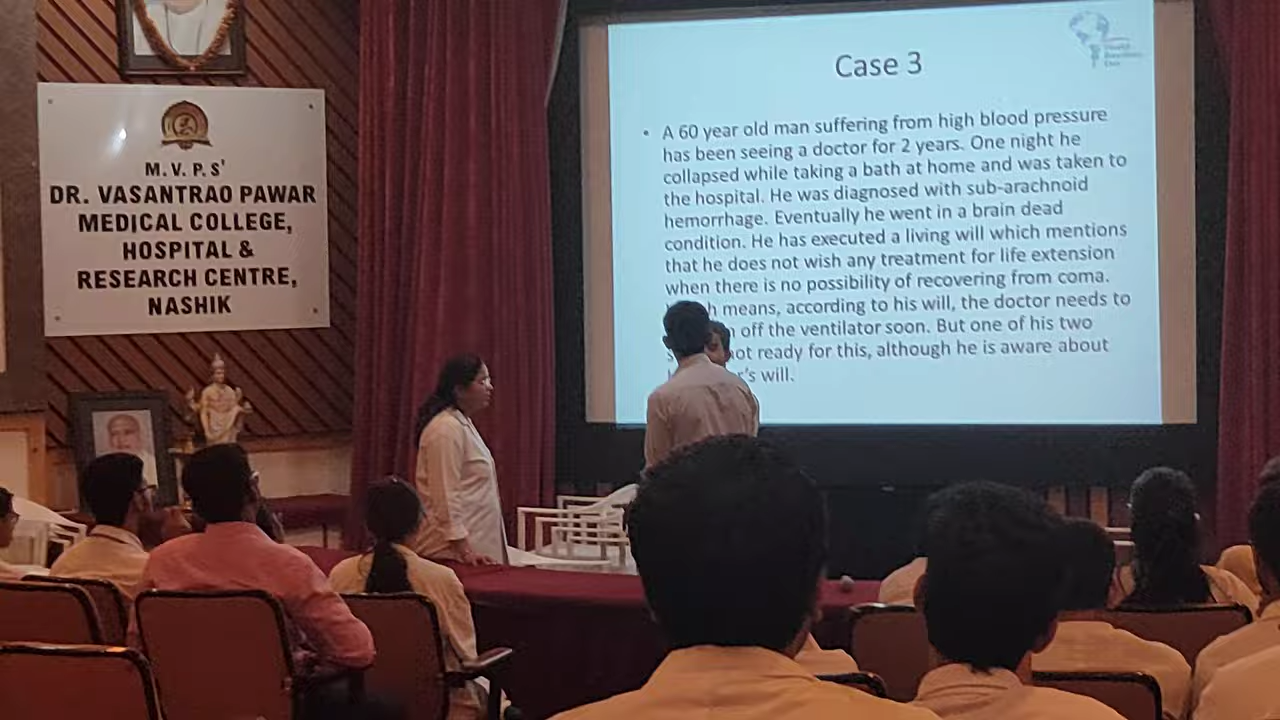 M. V. P. S'
DR. VASANTRAO PAWAR
MEDICAL COLLEGE,
HOSPITAL &
RESEARCH CENTRE,
NASHIK
Case 3
• A 60 year old man suffering from high blood pressure
has been seeing a doctor for 2 years. One night he
collapsed while taking a bath at home and was taken to
the hospital. He was diagnosed with sub-arachnoid
hemorrhage. Eventually he went in a brain dead
condition. He has executed a living will which mentions
that he does not wish any treatment for life extension
when there is no possibility of recovering from coma.
means, according to his will, the doctor needs to
off the ventilator soon. But one of his two
not ready for this, although he is aware about
will.